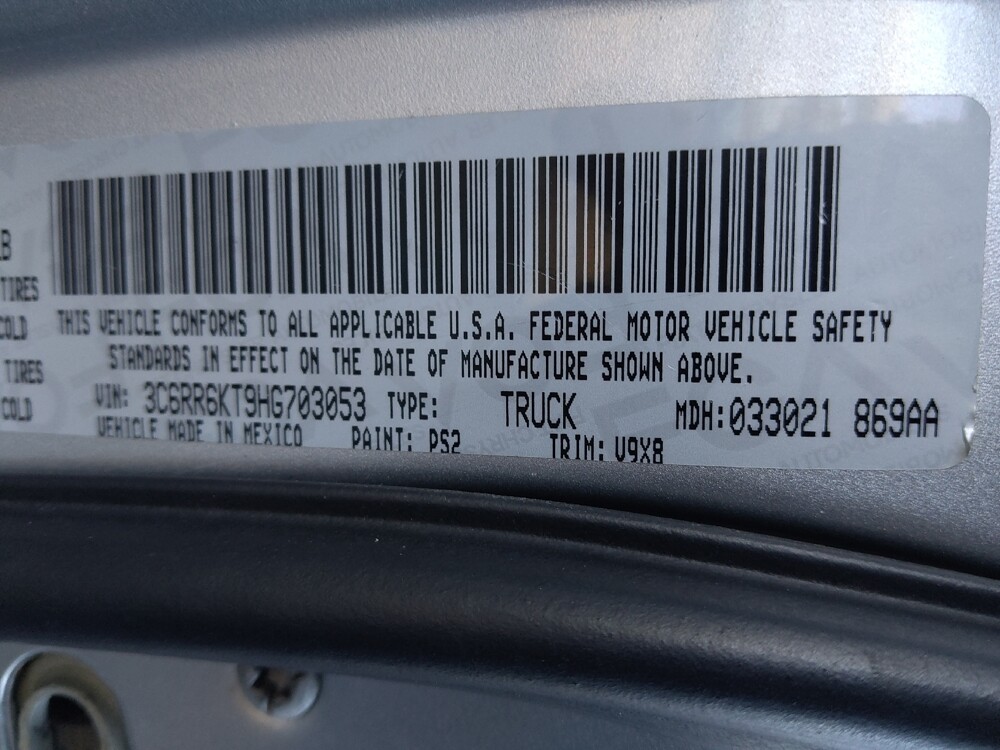 LB
TIRES
COLD
TIRES
COLD
THIS VEHICLE CONFORMS TO ALL APPLICABLE U.S.A. FEDERAL MOTOR VEHICLE SAFETY
STANDARDS IN EFFECT ON THE DATE OF MANUFACTURE SHOWN ABOVE.
VIN: 3C6RR6KT9HG703053 TYPE: TRUCK MDH:033021 869AA
VEHICLE MADE IN MEXICO PAINT: PS2 TRIM: V9X8